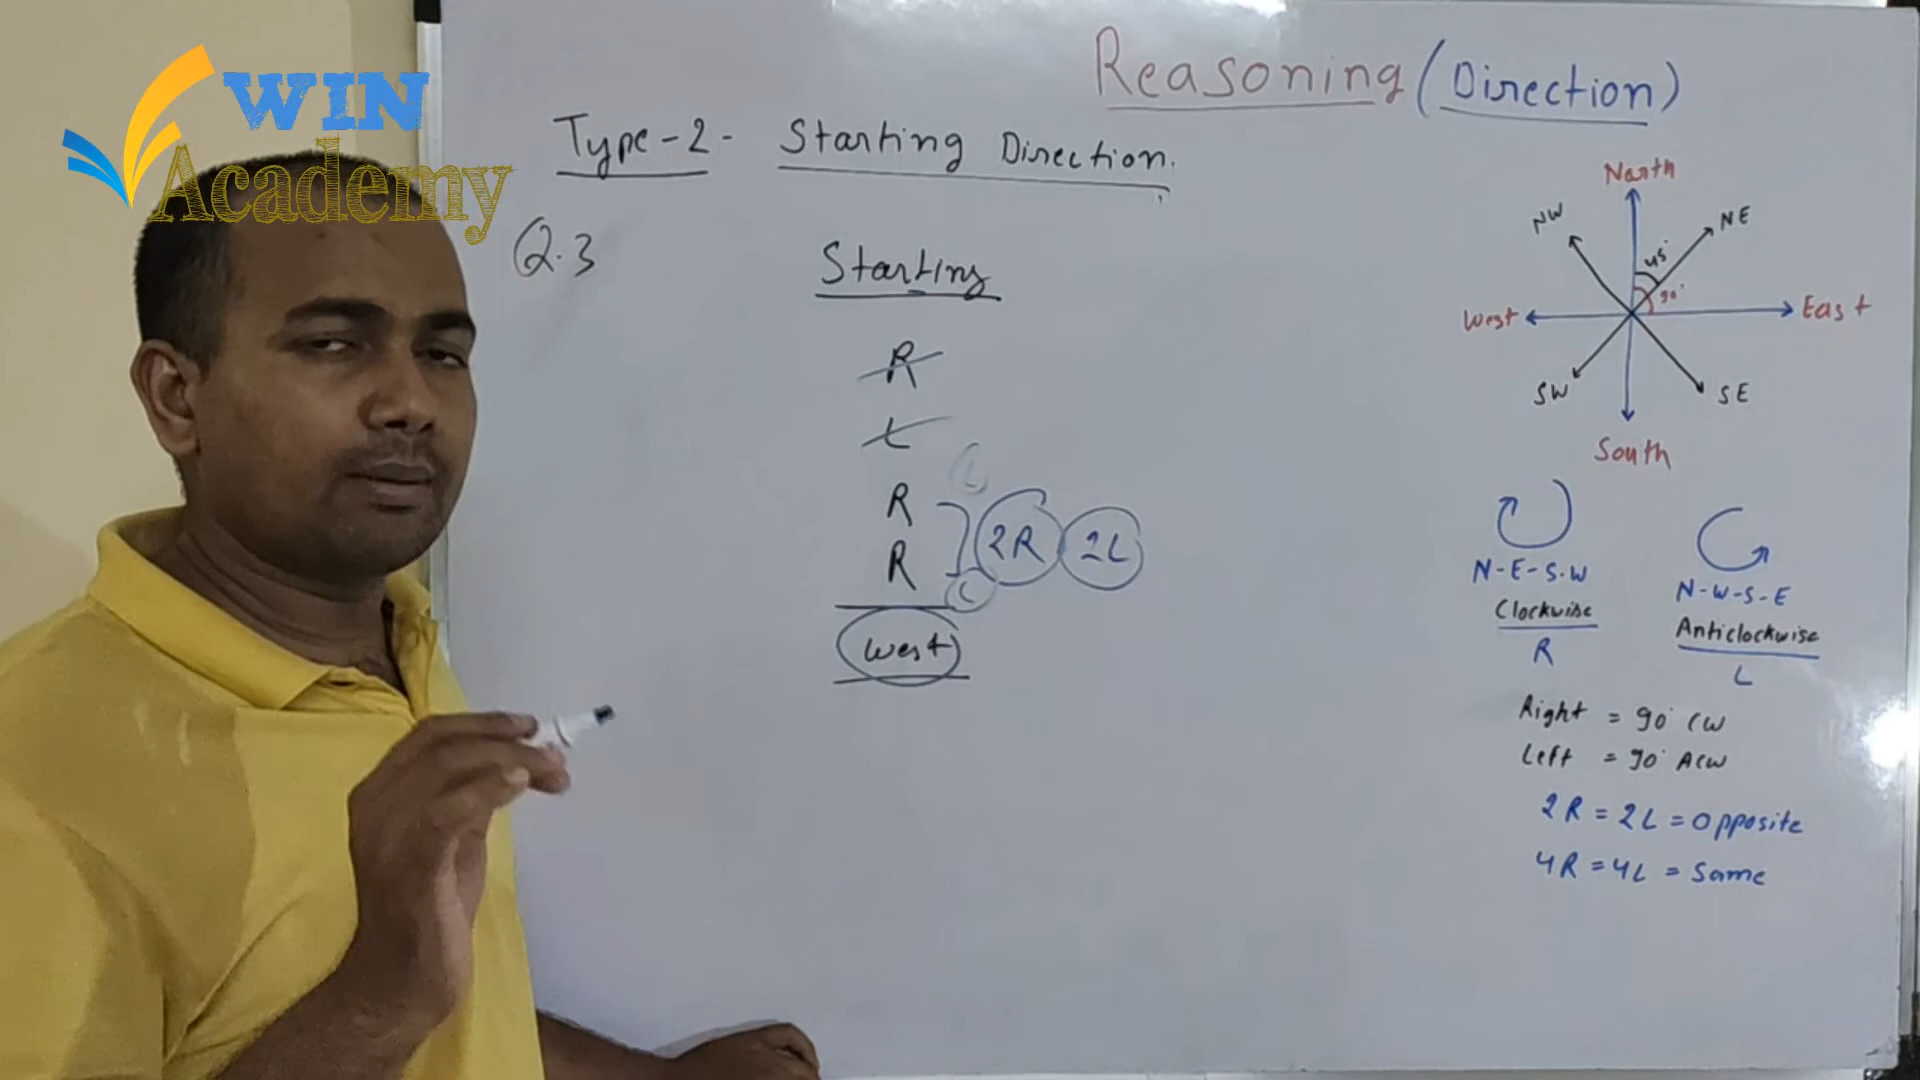 WIN
Academy
Reasoning (Direction)
Type-2- Starting Direction.
Q.3
Starting
R
L
R
R
2R 2L
L
West
North
NW
NE
45°
90°
West
East
SW
SE
South
N-E-S-W
Clockwise
R
N-W-S-E
Anticlockwise
L
Right = 90° CW
Left = 90° ACW
2R = 2L = Opposite
4R = 4L = Same